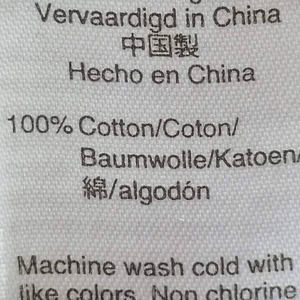 Vervaardigd in China
中国製
Hecho en China
100% Cotton/Coton/
Baumwolle/Katoen/
綿/algodón
Machine wash cold with
like colors. Non chlorine